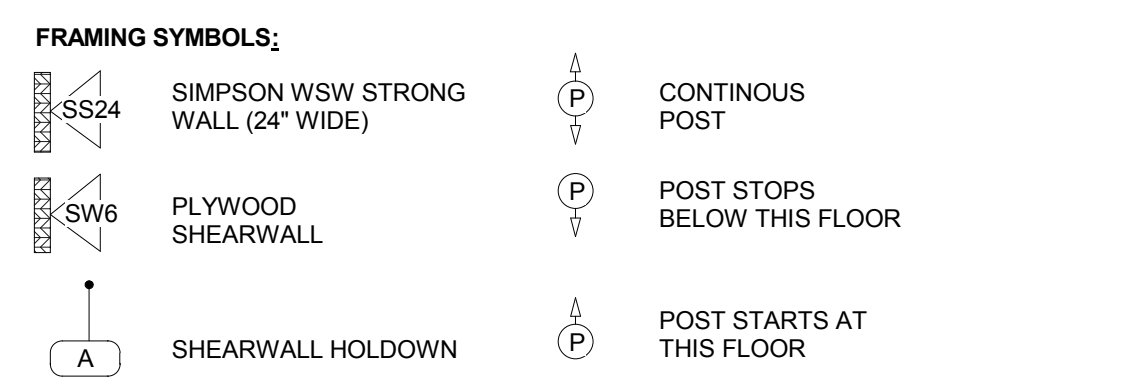 FRAMING SYMBOLS:
SS24
SIMPSON WSW STRONG
WALL (24" WIDE)
P
CONTINOUS
POST
SW6
PLYWOOD
SHEARWALL
P
POST STOPS
BELOW THIS FLOOR
A
SHEARWALL HOLDOWN
P
POST STARTS AT
THIS FLOOR